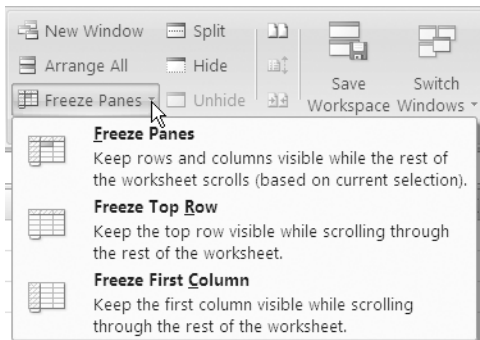 New Window
Split
Arrange All
Hide
Freeze Panes
Unhide
Save
Workspace
Switch
Windows
Freeze Panes
Keep rows and columns visible while the rest of
the worksheet scrolls (based on current selection).
Freeze Top Row
Keep the top row visible while scrolling through
the rest of the worksheet.
Freeze First Column
Keep the first column visible while scrolling
through the rest of the worksheet.